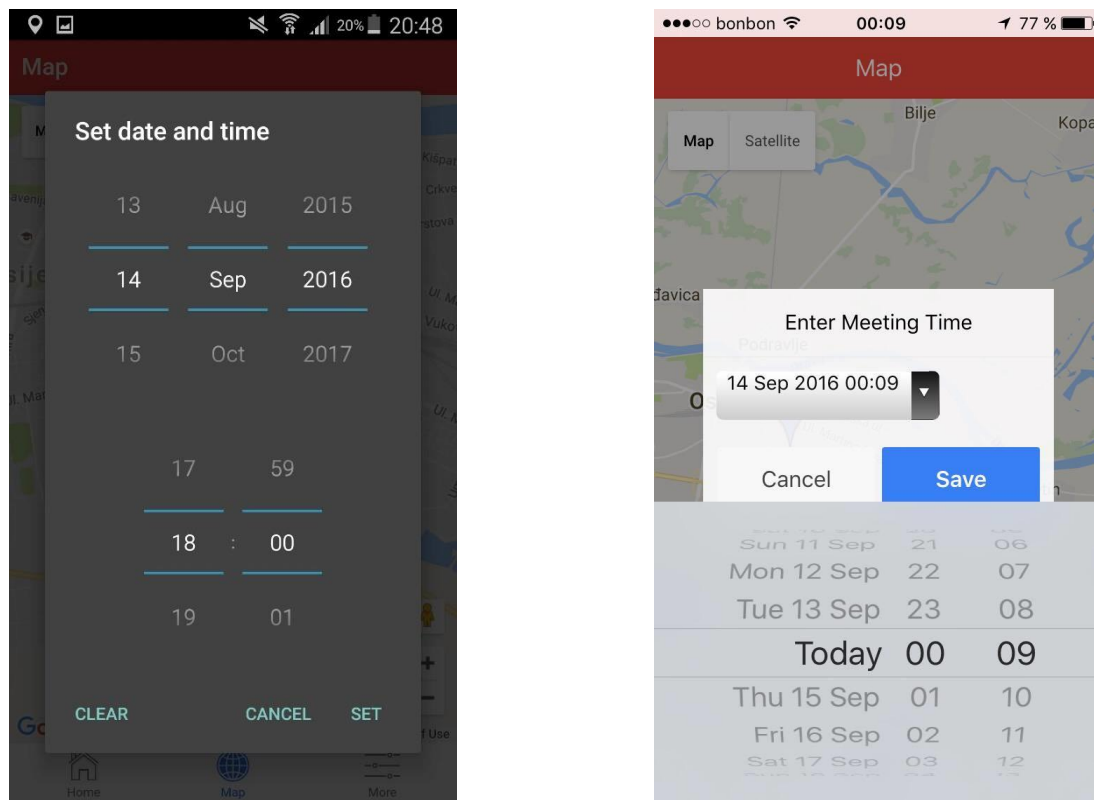 20% 20:48
Map
M
Set date and time
13 Aug 2015
14 Sep 2016
15 Oct 2017
17 59
18 : 00
19 01
CLEAR CANCEL SET
Home Map More
bonbon 00:09 77 %
Map
Bilje
Map Satellite
Enter Meeting Time
Podravlje
14 Sep 2016 00:09
Cancel Save
Sun 11 Sep 21 06
Mon 12 Sep 22 07
Tue 13 Sep 23 08
Today 00 09
Thu 15 Sep 01 10
Fri 16 Sep 02 11
Sat 17 Sep 03 12